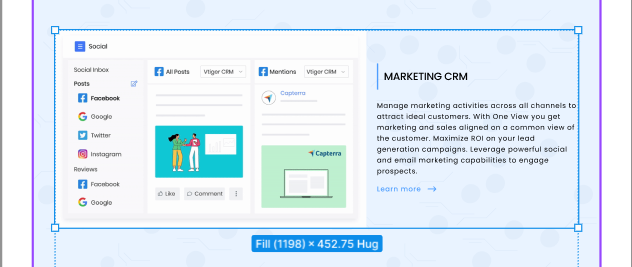 Social
Social Inbox
Posts
Facebook
Google
Twitter
Instagram
Reviews
Facebook
Google
All Posts
Vtiger CRM
Like
Comment
Mentions
Vtiger CRM
Capterra
Capterra
MARKETING CRM
Manage marketing activities across all channels to
attract ideal customers. With One View you get
marketing and sales aligned on a common view of
the customer. Maximize ROI on your lead
generation campaigns. Leverage powerful social
and email marketing capabilities to engage
prospects.
Learn more
Fill (1198) × 452.75 Hug